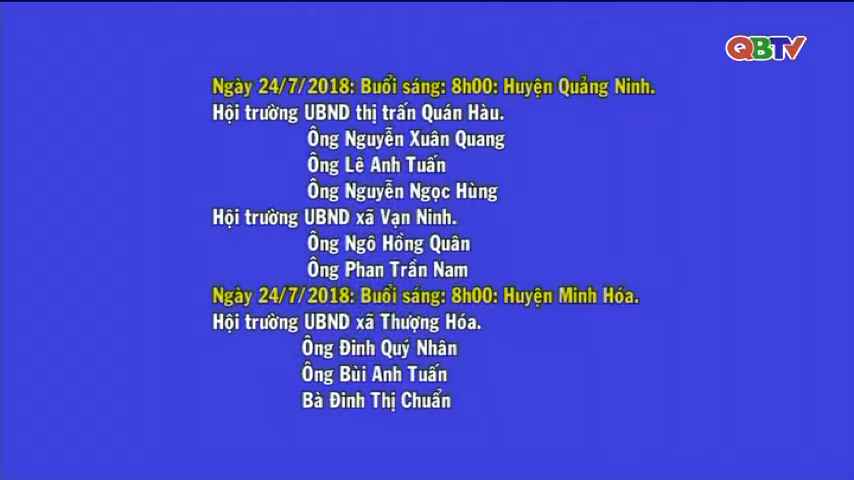 QBTV
Ngày 24/7/2018: Buổi sáng: 8h00: Huyện Quảng Ninh.
Hội trường UBND thị trấn Quán Hàu.
Ông Nguyễn Xuân Quang
Ông Lê Anh Tuấn
Ông Nguyễn Ngọc Hùng
Hội trường UBND xã Vạn Ninh.
Ông Ngô Hồng Quân
Ông Phan Trần Nam
Ngày 24/7/2018: Buổi sáng: 8h00: Huyện Minh Hóa.
Hội trường UBND xã Thượng Hóa.
Ông Đinh Quý Nhân
Ông Bùi Anh Tuấn
Bà Đinh Thị Chuẩn